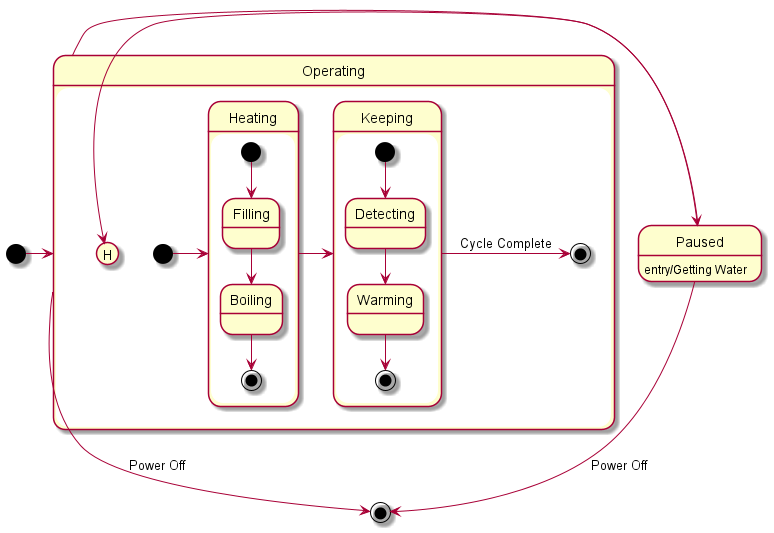 Operating
Heating
Keeping
Filling
Detecting
Cycle Complete
Paused
entry/Getting Water
H
Boiling
Warming
Power Off
Power Off